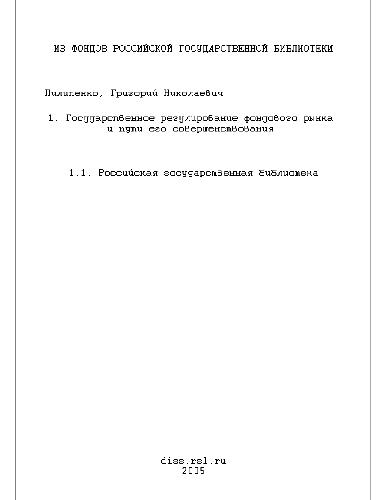 ИЗ ФОНДОВ РОССИЙСКОЙ ГОСУДАРСТВЕННОЙ БИБЛИОТЕКИ
Пилипенко, Григорий Николаевич
1. Государственное регулирование фондового рынка
и пути его совершенствования
1.1. Российская государственная библиотека
diss.rsl.ru
2005